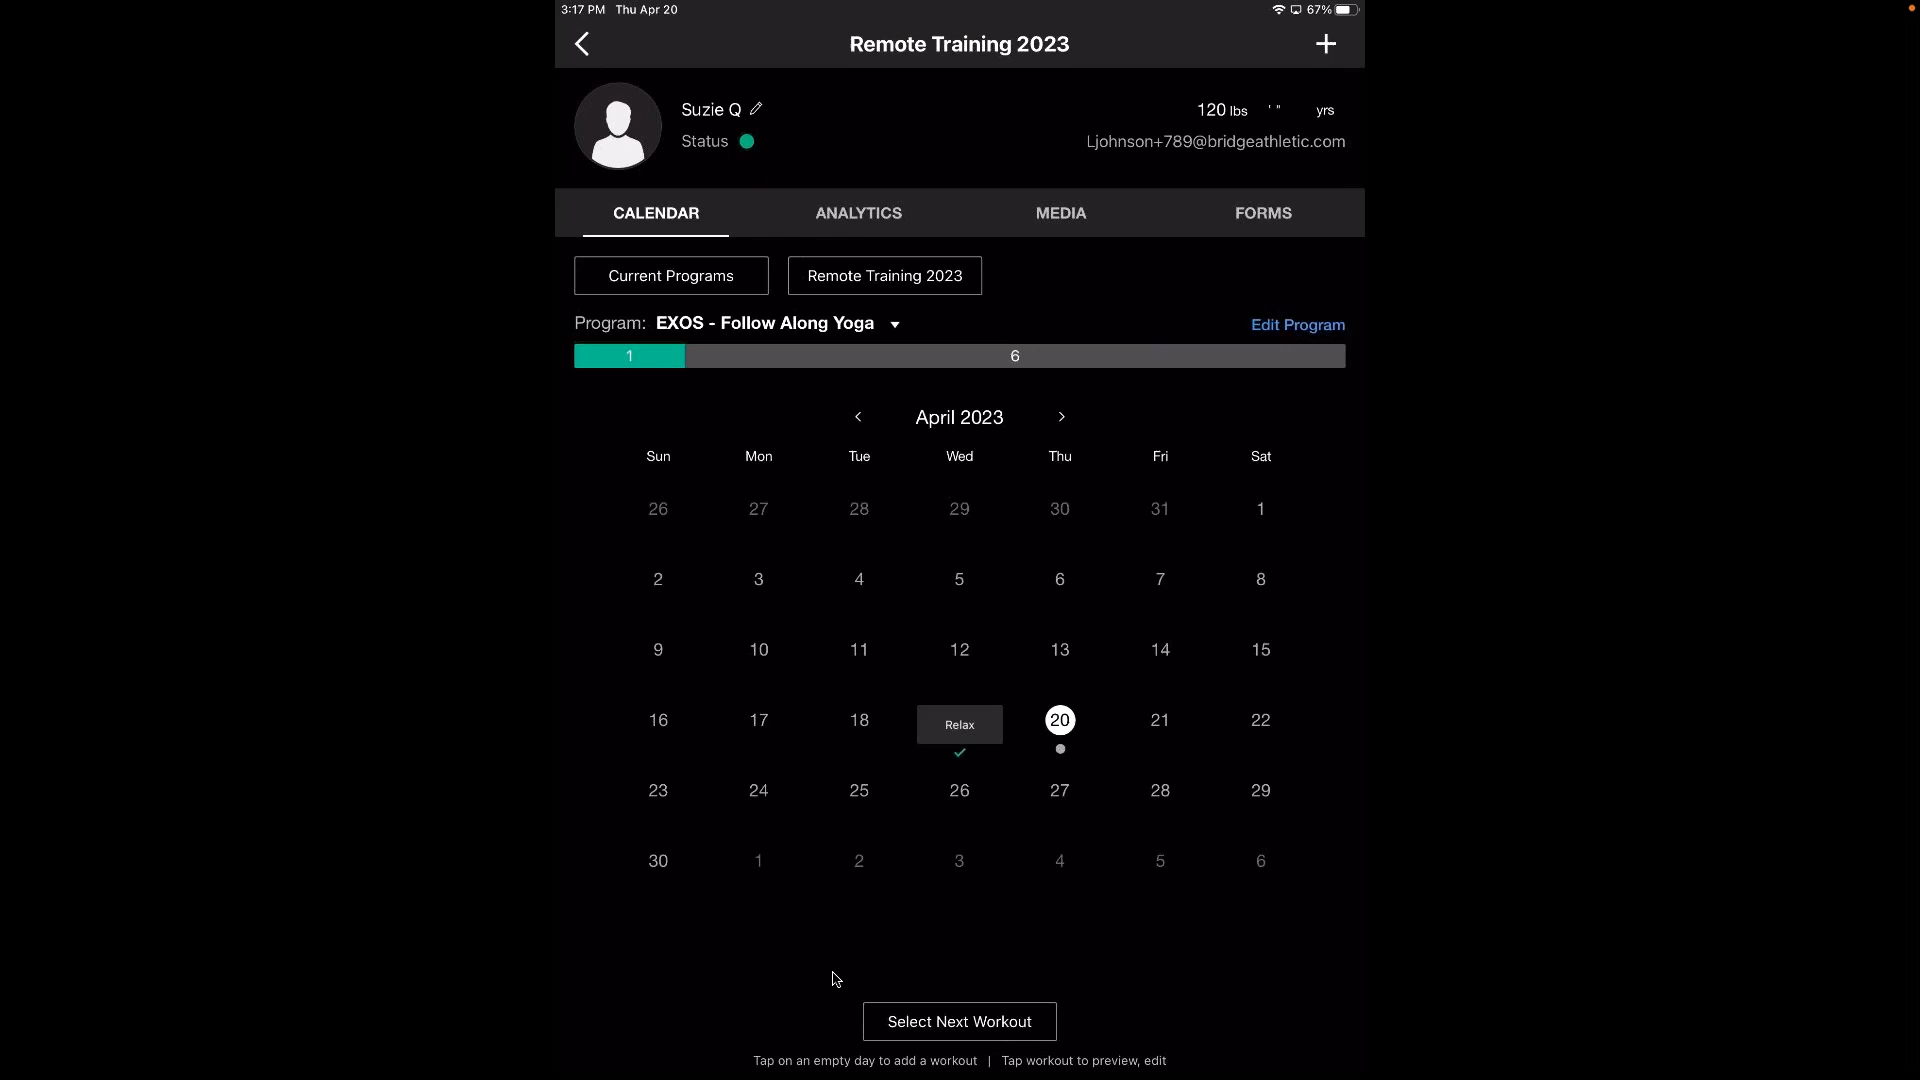 3:17 PM Thu Apr 20 67%
Remote Training 2023
Suzie Q 120 lbs ' " yrs
Status Ljohnson+789@bridgeathletic.com
CALENDAR ANALYTICS MEDIA FORMS
Current Programs Remote Training 2023
Program: EXOS - Follow Along Yoga Edit Program
1 6
April 2023
Sun Mon Tue Wed Thu Fri Sat
26 27 28 29 30 31 1
2 3 4 5 6 7 8
9 10 11 12 13 14 15
16 17 18 Relax 20 21 22
23 24 25 26 27 28 29
30 1 2 3 4 5 6
Select Next Workout
Tap on an empty day to add a workout | Tap workout to preview, edit